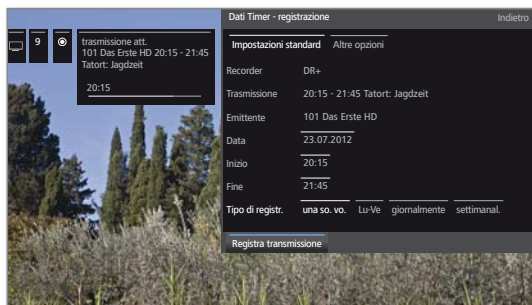 9
trasmissione att.
101 Das Erste HD 20:15 - 21:45
Tatort: Jagdzeit
20:15
Dati Timer - registrazione Indietro
Impostazioni standard Altre opzioni
Recorder DR+
Trasmissione 20:15 - 21:45 Tatort: Jagdzeit
Emittente 101 Das Erste HD
Data 23.07.2012
Inizio 20:15
Fine 21:45
Tipo di registr. una so. vo. Lu-Ve giornalmente settimanal.
Registra transmissione